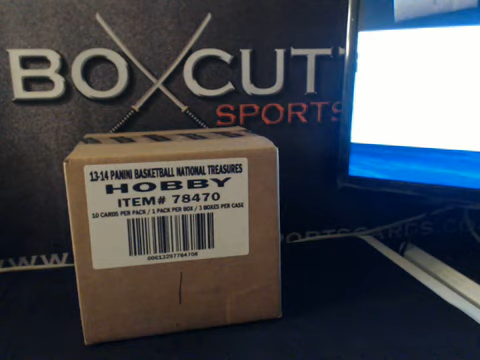 BOXCUT
SPORTS
13-14 PANINI BASKETBALL NATIONAL TREASURES
HOBBY
ITEM# 78470
10 CARDS PER PACK / 1 PACK PER BOX / 3 BOXES PER CASE